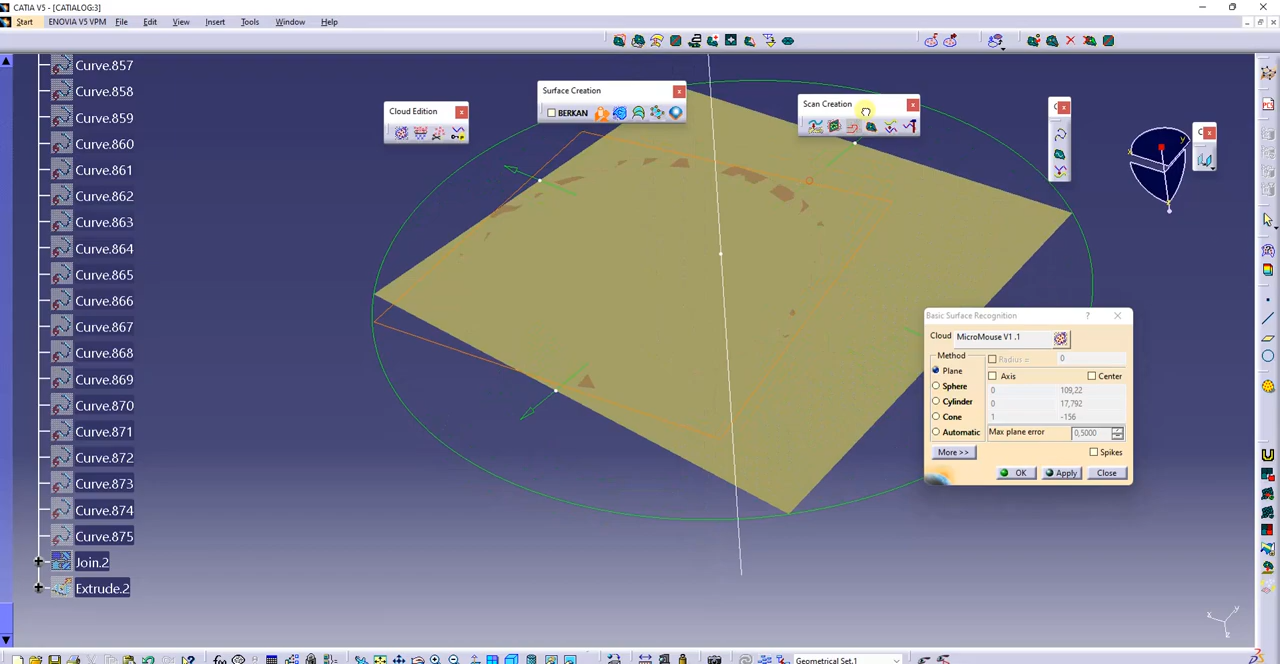 CATIA V5 - [CATIALOG:3]
Start ENOVIA V5 VPM File Edit View Insert Tools Window Help
Curve.857
Curve.858
Curve.859
Curve.860
Curve.861
Curve.862
Curve.863
Curve.864
Curve.865
Curve.866
Curve.867
Curve.868
Curve.869
Curve.870
Curve.871
Curve.872
Curve.873
Curve.874
Curve.875
Join.2
Extrude.2
Cloud Edition
Surface Creation
BERKAN
Scan Creation
C
C
y
y
x
z
Basic Surface Recognition ?
Cloud MicroMouse V1 .1
Method
Plane
Sphere
Cylinder
Cone
Automatic
Radius = 0
Axis Center
0 109,22
0 17,792
1 -156
Max plane error 0,5000
More >> Spikes
OK Apply Close
Geometrical Set.1